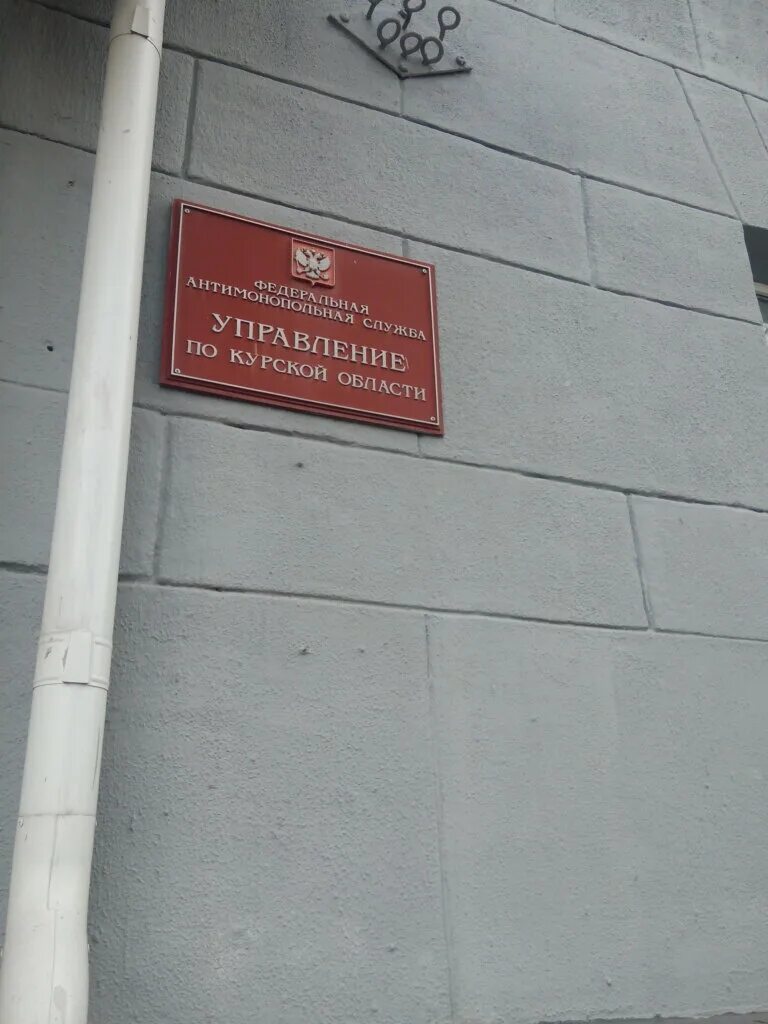 ФЕДЕРАЛЬНАЯ
АНТИМОНОПОЛЬНАЯ СЛУЖБА
УПРАВЛЕНИЕ
ПО КУРСКОЙ ОБЛАСТИ